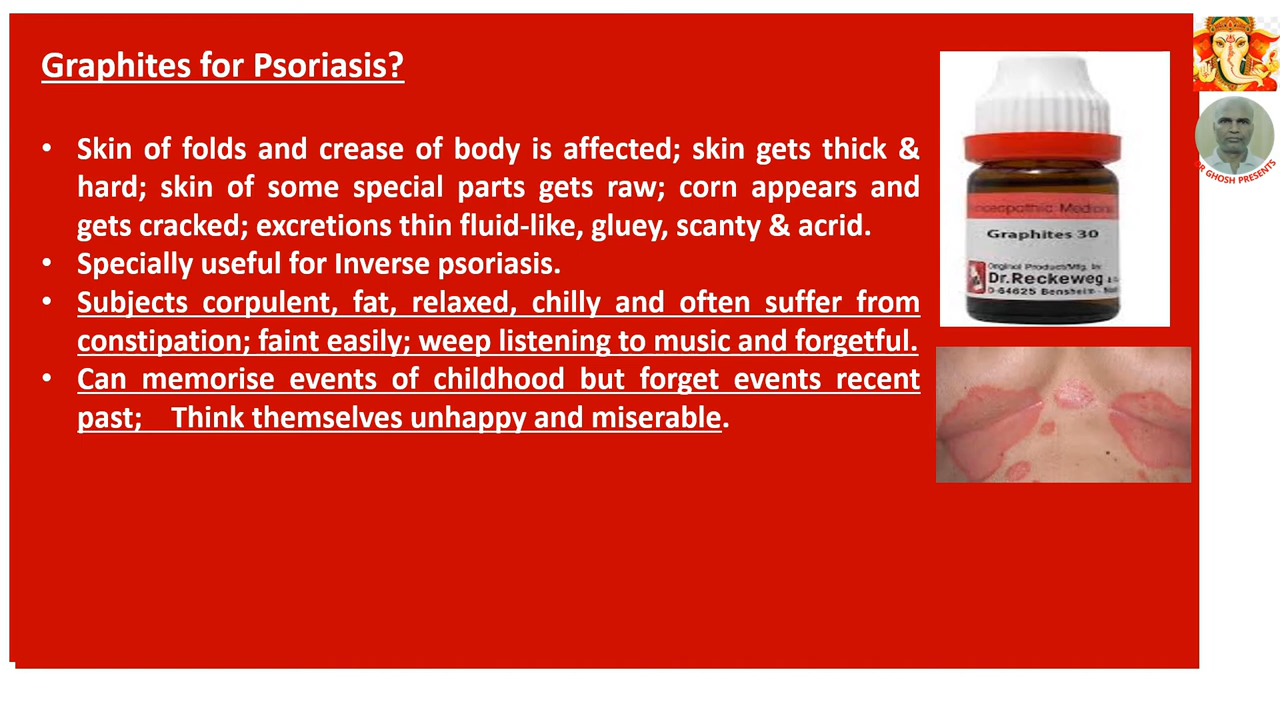 Graphites for Psoriasis?
• Skin of folds and crease of body is affected; skin gets thick &
hard; skin of some special parts gets raw; corn appears and
gets cracked; excretions thin fluid-like, gluey, scanty & acrid.
• Specially useful for Inverse psoriasis.
• Subjects corpulent, fat, relaxed, chilly and often suffer from
constipation; faint easily; weep listening to music and forgetful.
• Can memorise events of childhood but forget events recent
past; Think themselves unhappy and miserable.
Graphites 30
Original Product/Mfg. by:
Dr.Reckeweg
D-64625 Bensheim
DR GHOSH PRESENTS